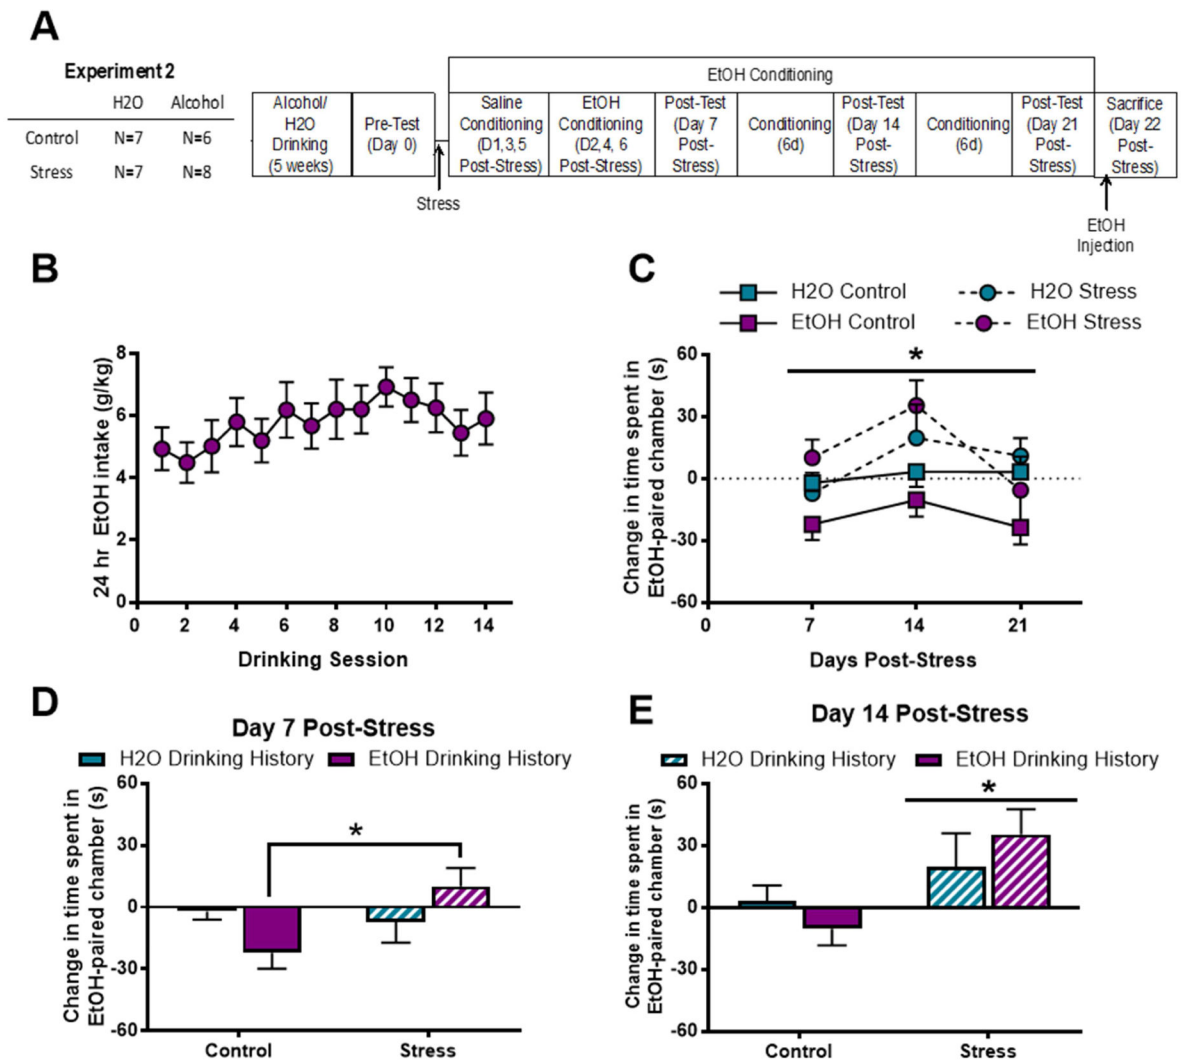 A
Experiment 2
H2O Alcohol
Control N=7 N=6
Stress N=7 N=8
EtOH Conditioning
Alcohol/
H2O
Drinking
(5 weeks)
Pre-Test
(Day 0)
Stress
Saline
Conditioning
(D1,3,5
Post-Stress)
EtOH
Conditioning
(D2,4, 6
Post-Stress)
Post-Test
(Day 7
Post-
Stress)
Conditioning
(6d)
Post-Test
(Day 14
Post-
Stress)
Conditioning
(6d)
Post-Test
(Day 21
Post-
Stress)
Sacrifice
(Day 22
Post-
Stress)
EtOH
Injection
B
24 hr EtOH intake (g/kg)
8
6
4
2
0
0 2 4 6 8 10 12 14
Drinking Session
C
H2O Control
H2O Stress
EtOH Control
EtOH Stress
Change in time spent in
EtOH-paired chamber (s)
60
30
0
-30
-60
*
0 7 14 21
Days Post-Stress
D
Day 7 Post-Stress
H2O Drinking History EtOH Drinking History
Change in time spent in
EtOH-paired chamber (s)
60
30
0
-30
-60
*
Control Stress
E
Day 14 Post-Stress
H2O Drinking History EtOH Drinking History
Change in time spent in
EtOH-paired chamber (s)
60
30
0
-30
-60
*
Control Stress